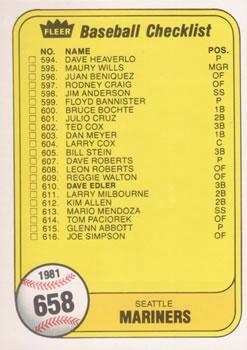 FLEER Baseball Checklist
NO. NAME POS.
594. DAVE HEAVERLO P
595. MAURY WILLS MGR
596. JUAN BENIQUEZ OF
597. RODNEY CRAIG OF
598. JIM ANDERSON SS
599. FLOYD BANNISTER P
600. BRUCE BOCHTE 1B
601. JULIO CRUZ 2B
602. TED COX 3B
603. DAN MEYER 1B
604. LARRY COX C
605. BILL STEIN 3B
607. DAVE ROBERTS P
608. LEON ROBERTS OF
609. REGGIE WALTON OF
610. DAVE EDLER 3B
611. LARRY MILBOURNE 2B
612. KIM ALLEN 2B
613. MARIO MENDOZA SS
614. TOM PACIOREK OF
615. GLENN ABBOTT P
616. JOE SIMPSON OF
1981
658
SEATTLE
MARINERS